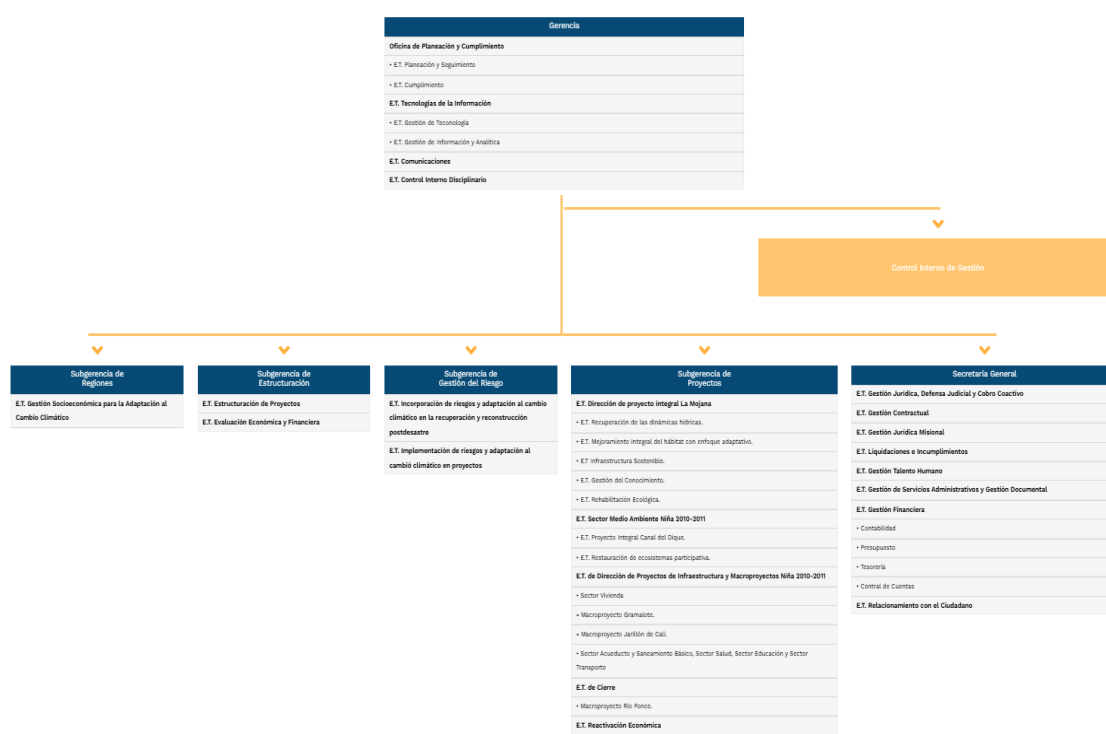 Gerencia
Oficina de Planeación y Cumplimiento
• E.T. Planeación y Seguimiento
• E.T. Cumplimiento
E.T. Tecnologías de la Información
• E.T. Gestión de Teconología
• E.T. Gestión de Información y Analítica
E.T. Comunicaciones
E.T. Control Interno Disciplinario
Control Interno de Gestión
Subgerencia de
Regiones
E.T. Gestión Socioeconómica para la Adaptación al
Cambio Climático
Subgerencia de
Estructuración
E.T. Estructuración de Proyectos
E.T. Evaluación Económica y Financiera
Subgerencia de
Gestión del Riesgo
E.T. Incorporación de riesgos y adaptación al cambio
climático en la recuperación y reconstrucción
postdesastre
E.T. Implementación de riesgos y adaptación al
cambió climático en proyectos
Subgerencia de
Proyectos
E.T. Dirección de proyecto integral La Mojana
• E.T. Recuperación de las dinámicas hídricas.
• E.T. Mejoramiento integral del hábitat con enfoque adaptativo.
• E.T Infraestructura Sostenible.
• E.T. Gestión del Conocimiento.
• E.T. Rehabilitación Ecológica.
E.T. Sector Medio Ambiente Niña 2010-2011
• E.T. Proyecto Integral Canal del Dique.
• E.T. Restauración de ecosistemas participativa.
E.T. de Dirección de Proyectos de Infraestructura y Macroproyectos Niña 2010-2011
• Sector Vivienda
• Macroproyecto Gramalote.
• Macroproyecto Jarillón de Cali.
• Sector Acueducto y Saneamiento Básico, Sector Salud, Sector Educación y Sector
Transporte
E.T. de Cierre
• Macroproyecto Río Fonce.
E.T. Reactivación Económica
Secretaría General
E.T. Gestión Jurídica, Defensa Judicial y Cobro Coactivo
E.T. Gestión Contractual
E.T. Gestión Jurídica Misional
E.T. Liquidaciones e Incumplimientos
E.T. Gestión Talento Humano
E.T. Gestión de Servicios Administrativos y Gestión Documental
E.T. Gestión Financiera
• Contabilidad
• Presupuesto
• Tesorería
• Central de Cuentas
E.T. Relacionamiento con el Ciudadano